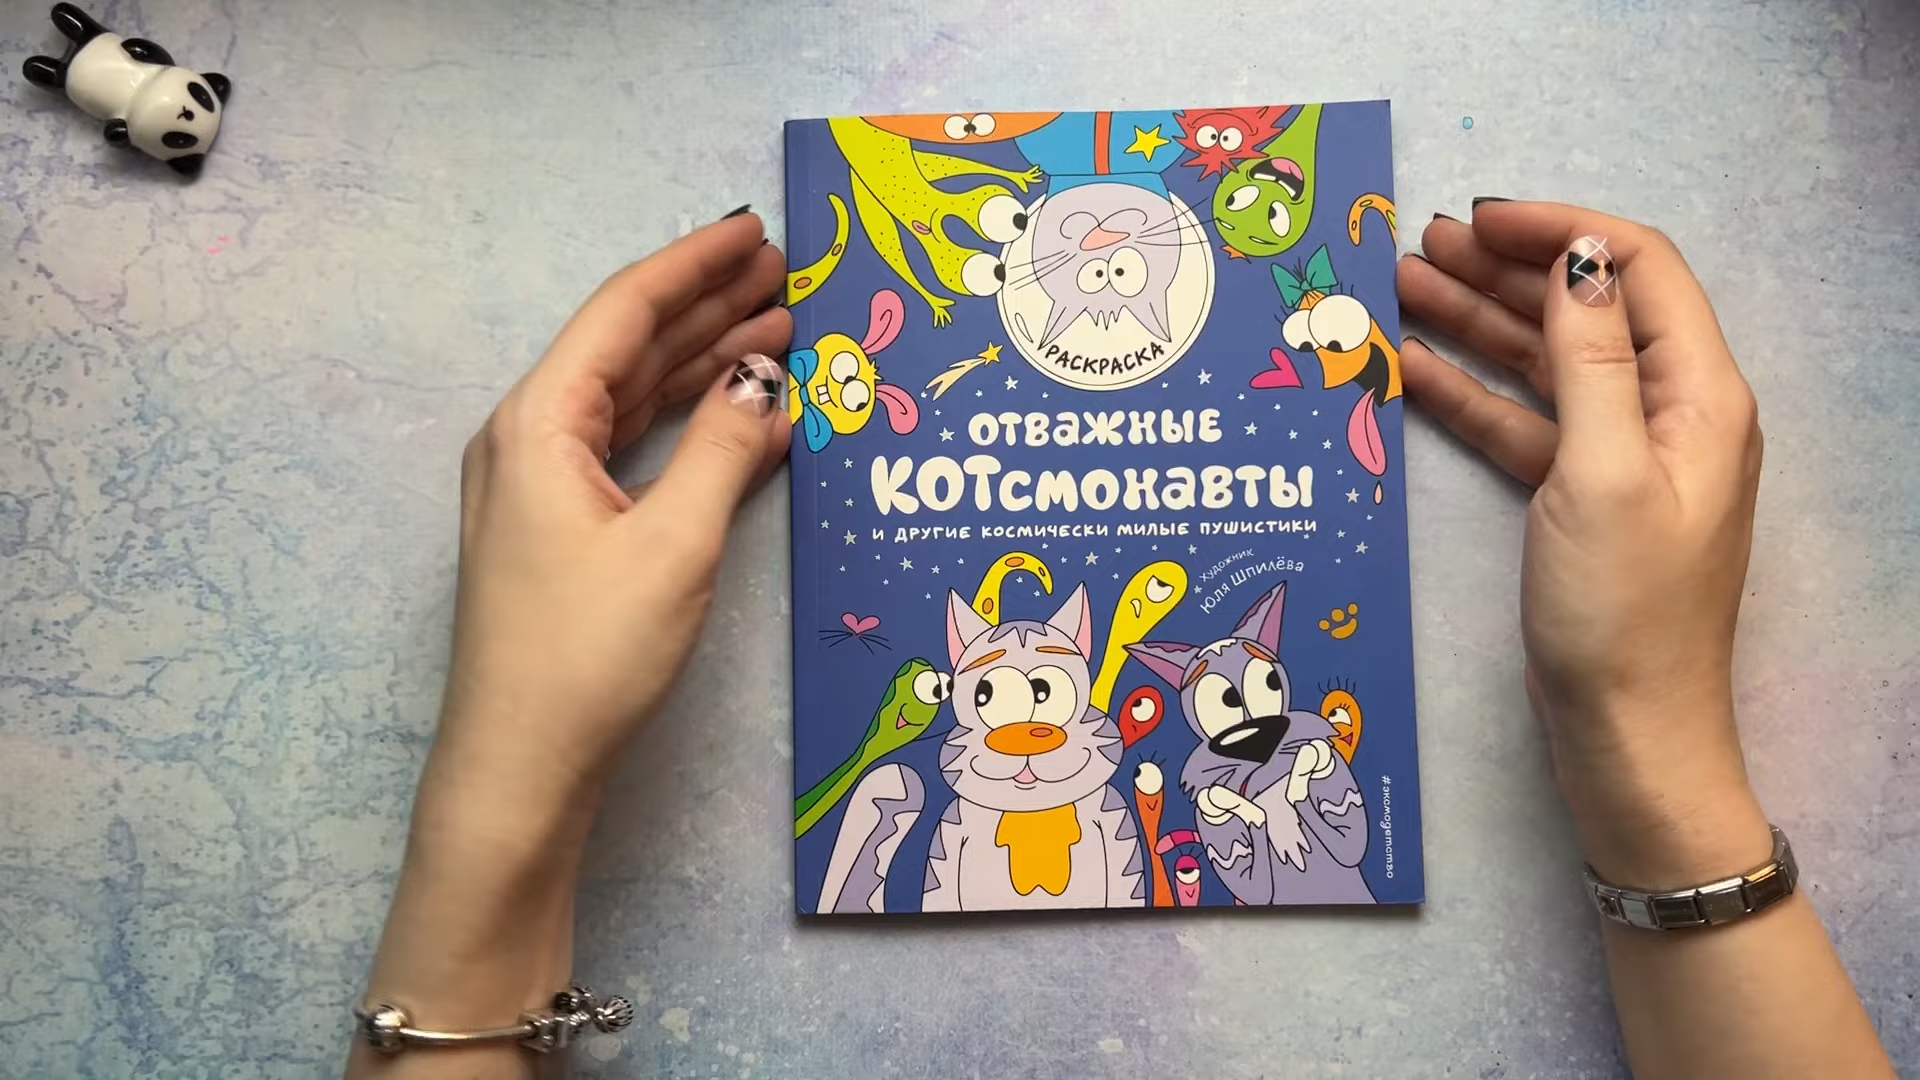 РАСКРАСКА
ОТВАЖНЫЕ
КОТСМОНАВТЫ
И ДРУГИЕ КОСМИЧЕСКИ МИЛЫЕ ПУШИСТИКИ
ХУДОЖНИК
ЮЛЯ ШПИЛЁВА
#эксмодетство